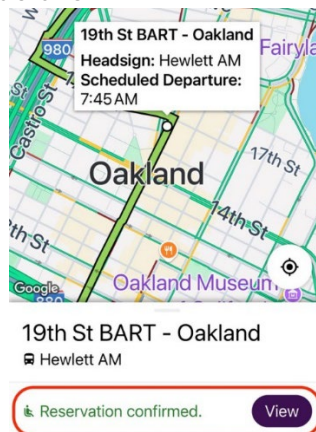 19th St BART - Oakland
Headsign: Hewlett AM
Scheduled Departure:
7:45 AM
980
Fairyla
Castro St
17th St
Oakland
14th St
7th St
Google
Oakland Museum
880
19th St BART - Oakland
Hewlett AM
Reservation confirmed.
View